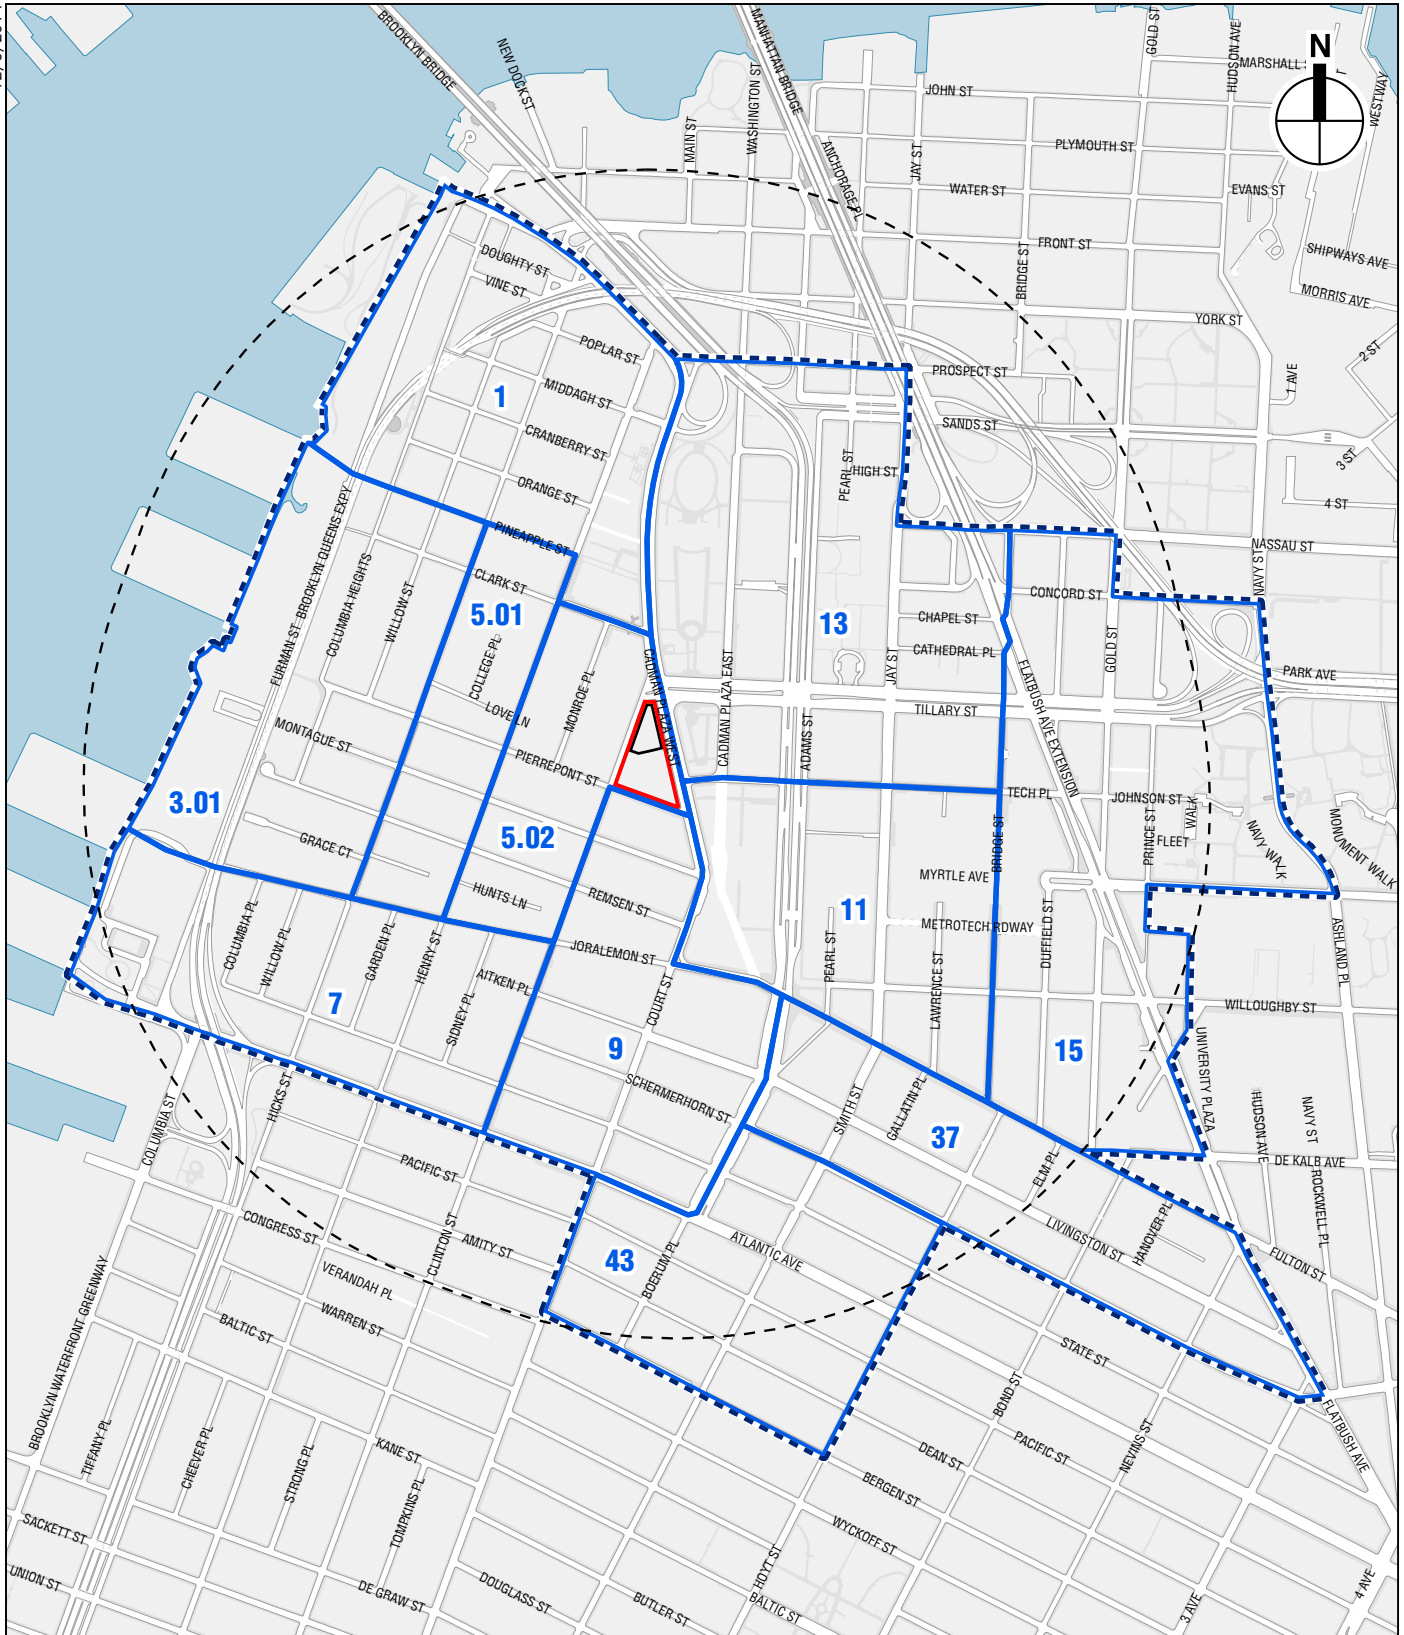 BROOKLYN BRIDGE
MANHATTAN BRIDGE
GOLD ST
HUDSON AVE
MARSHALL
N
WESTWAY
NEW DOCK ST
WASHINGTON ST
JOHN ST
MAIN ST
ANCHORAGE PL
JAY ST
PLYMOUTH ST
WATER ST
EVANS ST
FRONT ST
BRIDGE ST
SHIPWAYS AVE
MORRIS AVE
DOUGHTY ST
VINE ST
YORK ST
2 ST
POPLAR ST
PROSPECT ST
1 AVE
1
MIDDAGH ST
SANDS ST
CRANBERRY ST
PEARL ST
HIGH ST
3 ST
ORANGE ST
4 ST
PINEAPPLE ST
NASSAU ST
NAVY ST
CLARK ST
FURMAN ST
BROOKLYN QUEENS EXPY
COLUMBIA HEIGHTS
WILLOW ST
5.01
CONCORD ST
13
CHAPEL ST
CATHEDRAL PL
COLLEGE PL
MONROE PL
CADMAN PLAZA WEST
CADMAN PLAZA EAST
JAY ST
GOLD ST
FLATBUSH AVE EXTENSION
PARK AVE
LOVE LN
TILLARY ST
MONTAGUE ST
PIERREPONT ST
ADAMS ST
3.01
TECH PL
JOHNSON ST
5.02
GRACE CT
BRIDGE ST
PRINCE ST
WALK
FLEET
NAVY WALK
MONUMENT WALK
HUNTS LN
REMSEN ST
MYRTLE AVE
11
METROTECH RDWAY
DUFFIELD ST
COLUMBIA PL
WILLOW PL
GARDEN PL
HENRY ST
JORALEMON ST
PEARL ST
LAWRENCE ST
ASHLAND PL
AITKEN PL
COURT ST
7
SIDNEY PL
WILLOUGHBY ST
9
15
UNIVERSITY PLAZA
SCHERMERHORN ST
SMITH ST
GALLATIN PL
37
HICKS ST
COLUMBIA ST
HUDSON AVE
NAVY ST
PACIFIC ST
ELM PL
DE KALB AVE
ROCKWELL PL
CONGRESS ST
CLINTON ST
AMITY ST
43
BOERUM PL
ATLANTIC AVE
LIVINGSTON ST
HANOVER PL
FULTON ST
VERANDAH PL
WARREN ST
BALTIC ST
BROOKLYN WATERFRONT GREENWAY
STATE ST
BOND ST
FLATBUSH AVE
TIFFANY PL
CHEEVER PL
STRONG PL
KANE ST
TOMPKINS PL
DEAN ST
PACIFIC ST
NEVINS ST
BERGEN ST
SACKETT ST
WYCKOFF ST
UNION ST
DE GRAW ST
DOUGLASS ST
BUTLER ST
HOYT ST
BALTIC ST
3 AVE
4 AVE